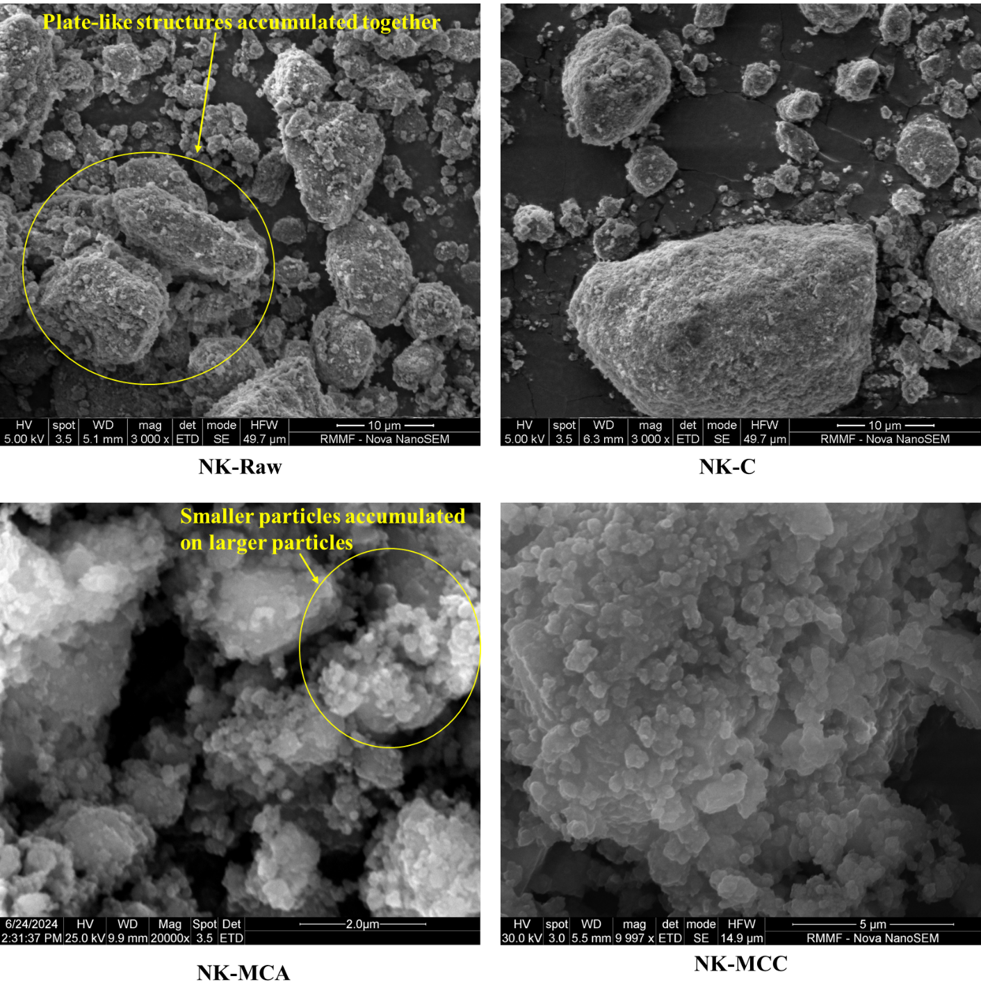 Plate-like structures accumulated together
HV spot WD mag det mode HFW 10 µm
5.00 kV 3.5 5.1 mm 3 000 x ETD SE 49.7 µm RMMF - Nova NanoSEM
NK-Raw
HV spot WD mag det mode HFW 10 µm
5.00 kV 3.5 6.3 mm 3 000 x ETD SE 49.7 µm RMMF - Nova NanoSEM
NK-C
Smaller particles accumulated
on larger particles
6/24/2024 HV WD Mag Spot Det 2.0µm
2:31:37 PM 25.0 kV 9.9 mm 20000x 3.5 ETD
NK-MCA
HV spot WD mag det mode HFW 5 µm
30.0 kV 3.0 5.5 mm 9 997 x ETD SE 14.9 µm RMMF - Nova NanoSEM
NK-MCC